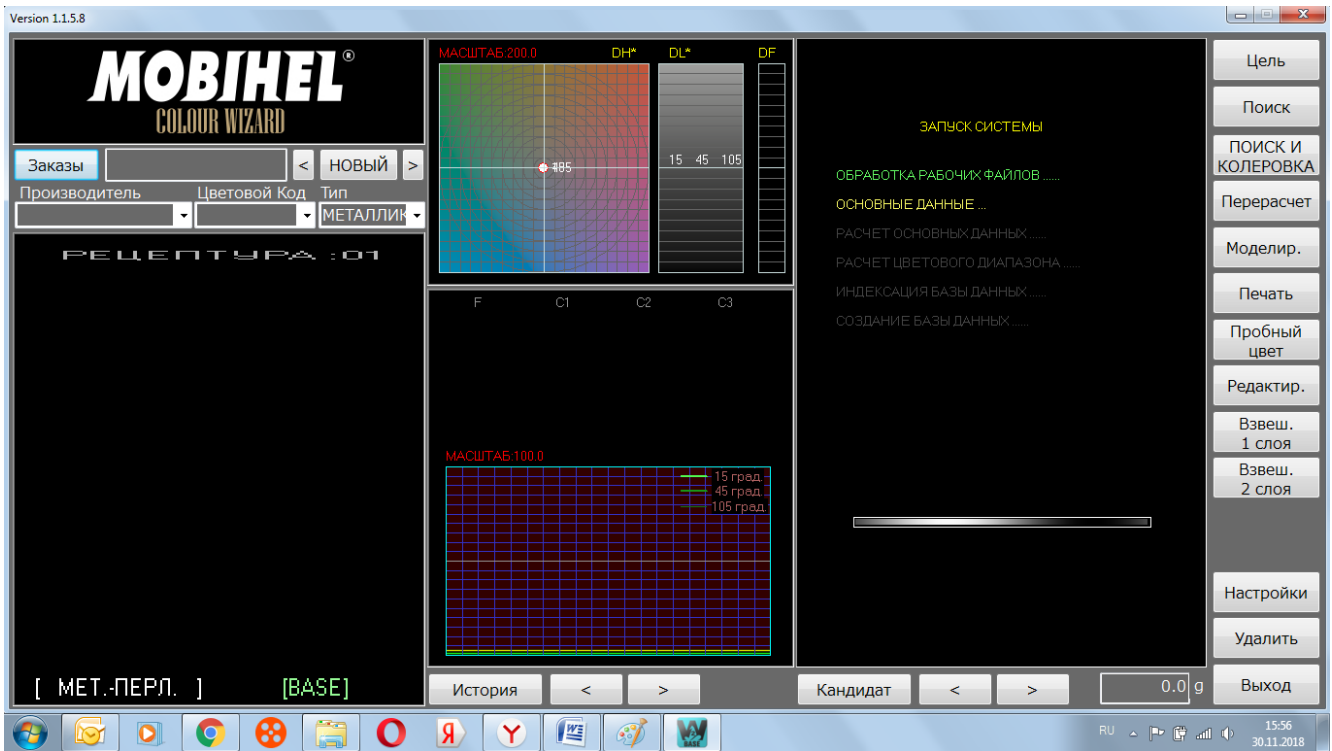 Version 1.1.5.8
MOBIHEL®
COLOUR WIZARD
Заказы
< НОВЫЙ >
Производитель Цветовой Код Тип
МЕТАЛЛИК
РЕЦЕПТУРА :01
[ МЕТ.-ПЕРЛ. ] [BASE]
МАСШТАБ:200.0 DH* DL* DF
15 45 105
F C1 C2 C3
МАСШТАБ:100.0
15 град.
45 град.
105 град.
История < >
ЗАПУСК СИСТЕМЫ
ОБРАБОТКА РАБОЧИХ ФАЙЛОВ ......
ОСНОВНЫЕ ДАННЫЕ ...
РАСЧЕТ ОСНОВНЫХ ДАННЫХ ......
РАСЧЕТ ЦВЕТОВОГО ДИАПАЗОНА ......
ИНДЕКСАЦИЯ БАЗЫ ДАННЫХ ......
СОЗДАНИЕ БАЗЫ ДАННЫХ ......
Кандидат < > 0.0 g
Цель
Поиск
ПОИСК И
КОЛЕРОВКА
Перерасчет
Моделир.
Печать
Пробный
цвет
Редактир.
Взвеш.
1 слоя
Взвеш.
2 слоя
Настройки
Удалить
Выход
BASE
RU
15:56
30.11.2018